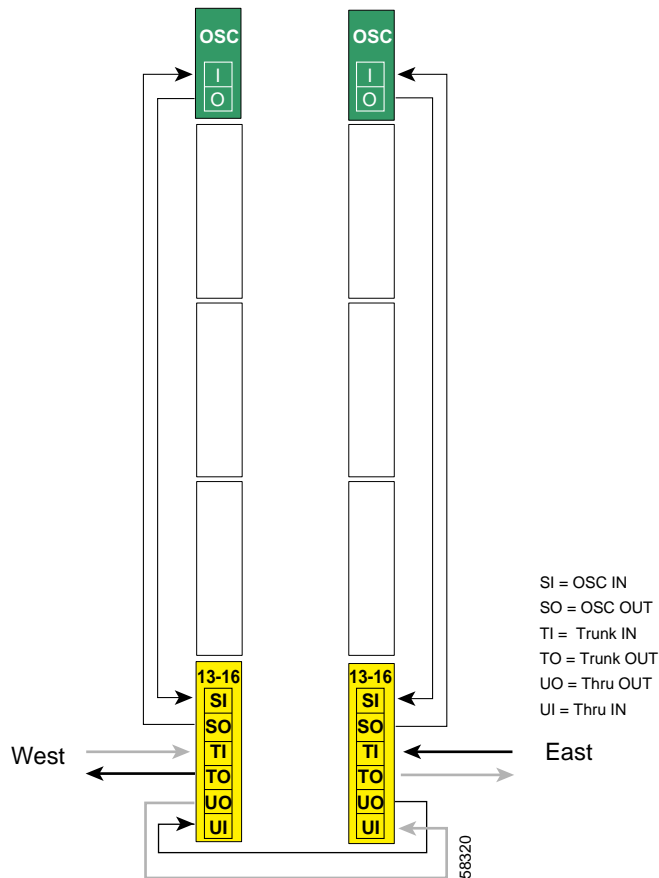 OSC
I
O
OSC
I
O
13-16
SI
SO
TI
TO
UO
UI
13-16
SI
SO
TI
TO
UO
UI
West
East
SI = OSC IN
SO = OSC OUT
TI = Trunk IN
TO = Trunk OUT
UO = Thru OUT
UI = Thru IN
58320